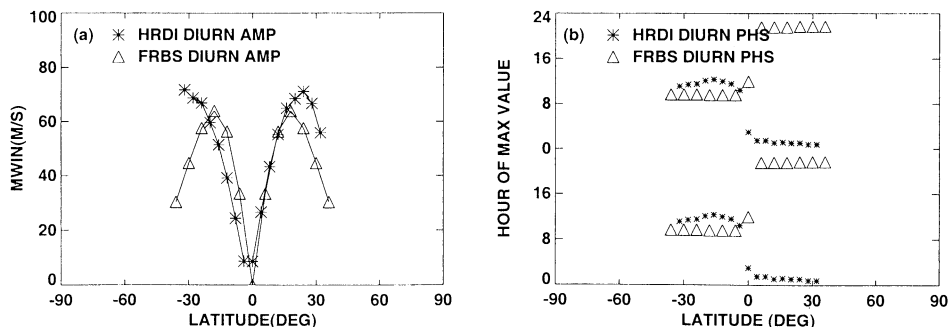 100
(a)
HRDI DIURN AMP
FRBS DIURN AMP
80
60
40
20
0
MWIN(M/S)
-90
-60
-30
0
30
60
90
LATITUDE(DEG)
24
(b)
HRDI DIURN PHS
FRBS DIURN PHS
16
8
0
16
8
0
HOUR OF MAX VALUE
-90
-60
-30
0
30
60
90
LATITUDE(DEG)